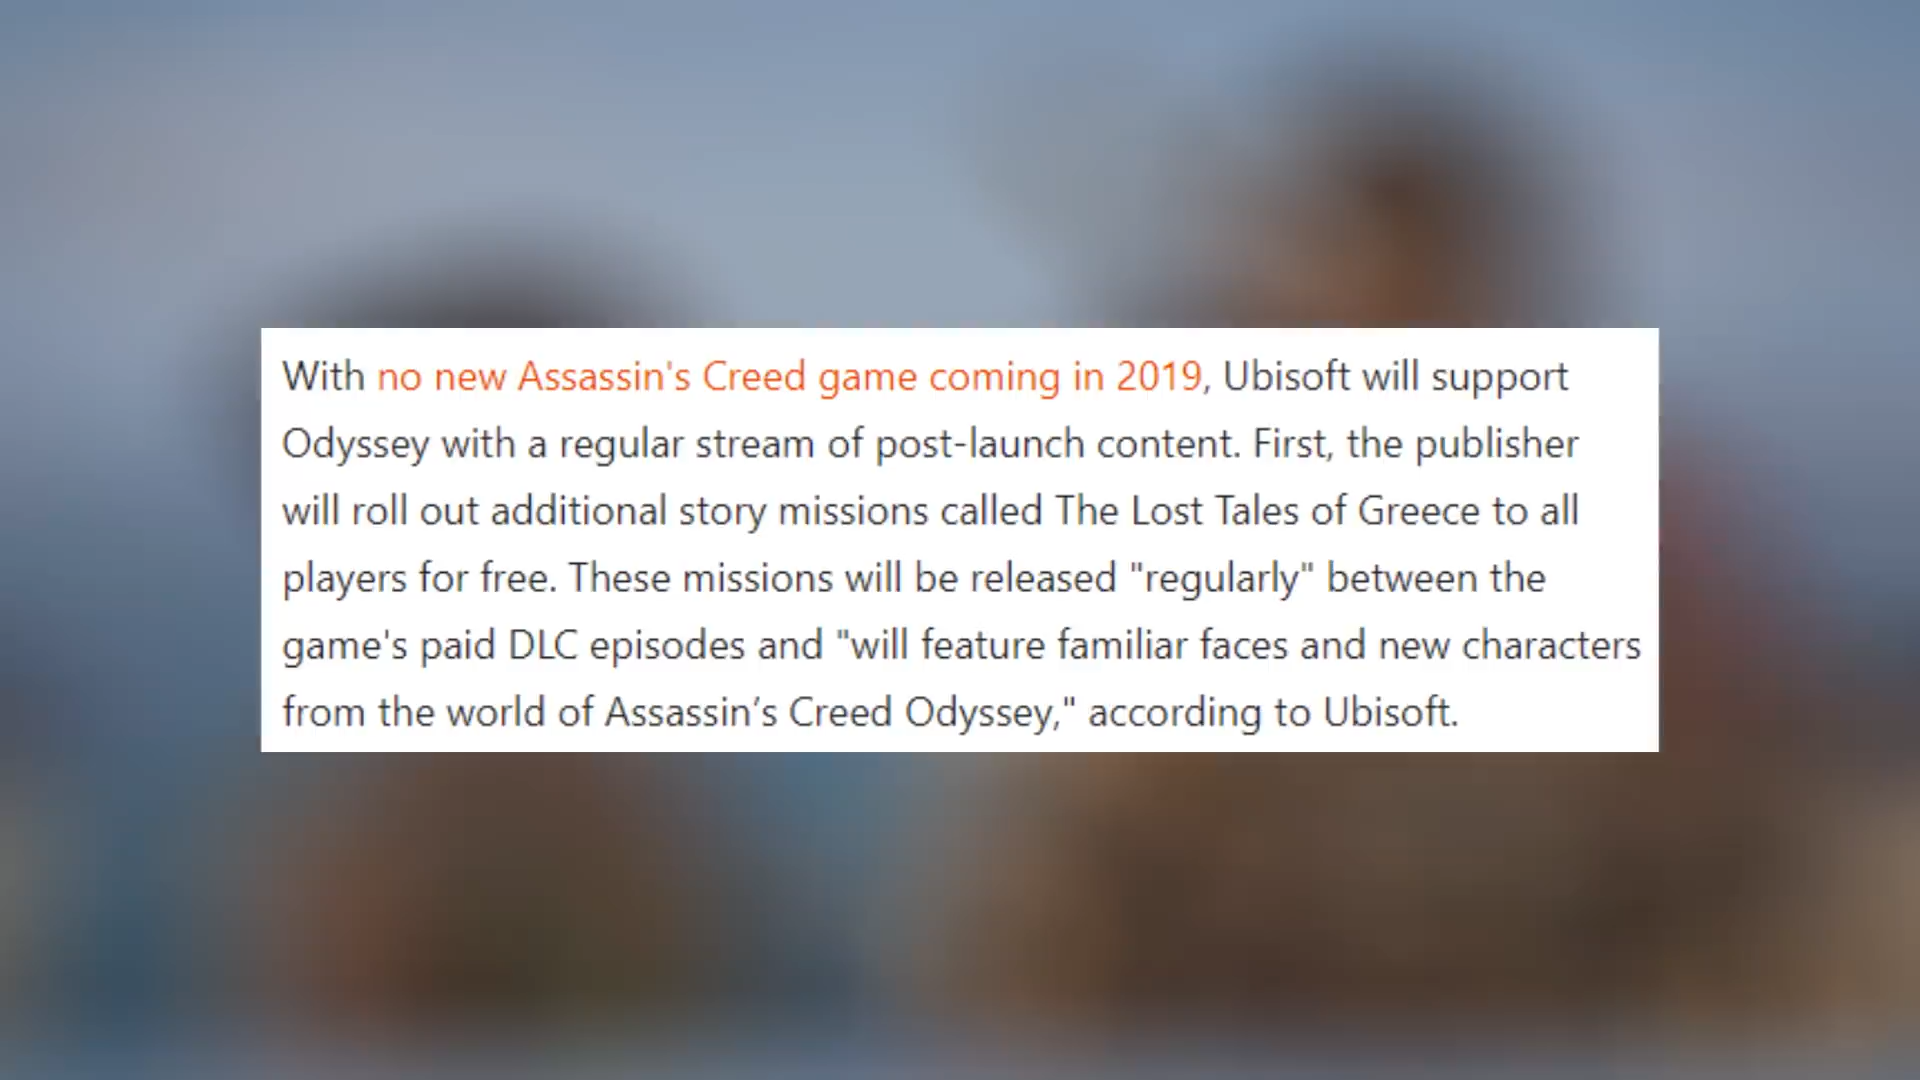 With no new Assassin's Creed game coming in 2019, Ubisoft will support
Odyssey with a regular stream of post-launch content. First, the publisher
will roll out additional story missions called The Lost Tales of Greece to all
players for free. These missions will be released "regularly" between the
game's paid DLC episodes and "will feature familiar faces and new characters
from the world of Assassin’s Creed Odyssey," according to Ubisoft.